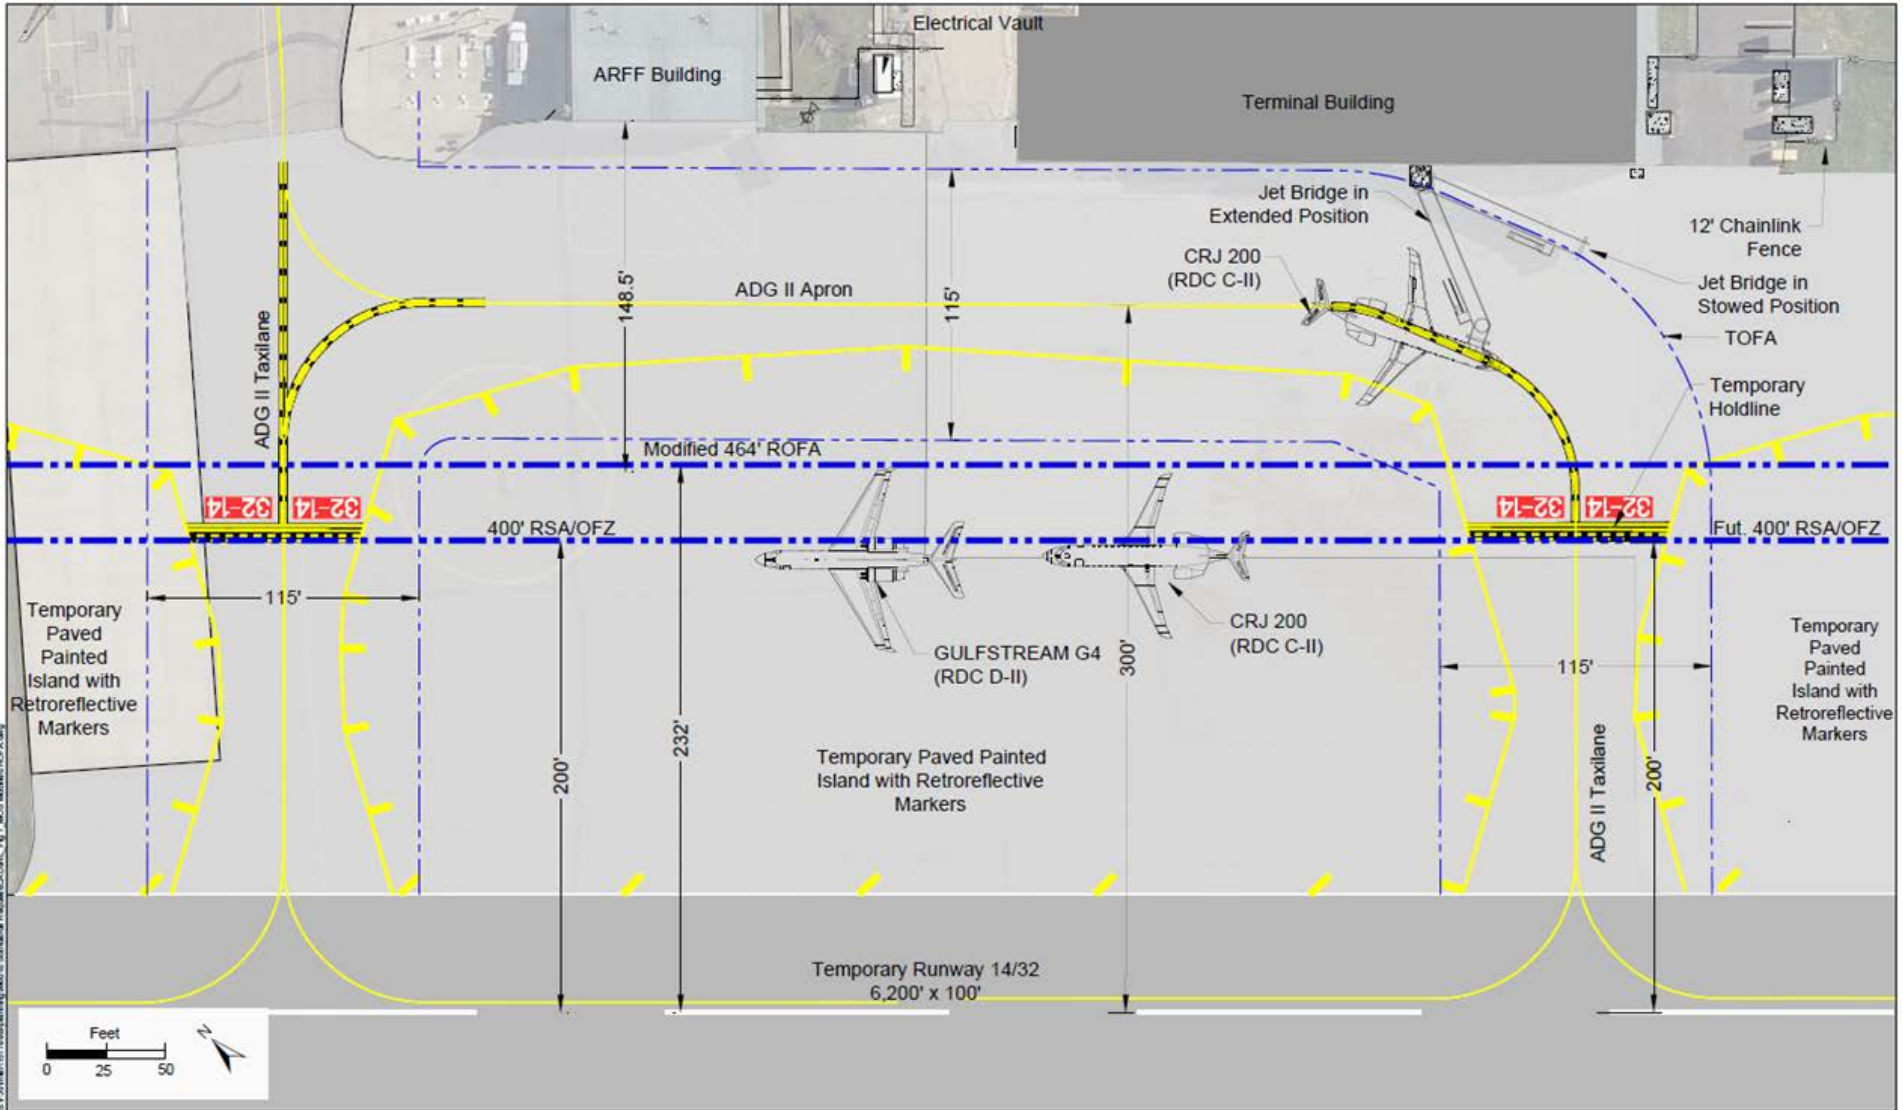 Electrical Vault
ARFF Building
Terminal Building
Jet Bridge in
Extended Position
12' Chainlink
Fence
CRJ 200
(RDC C-II)
Jet Bridge in
Stowed Position
148.5'
ADG II Apron
115'
TOFA
ADG II Taxilane
Temporary
Holdline
Modified 464' ROFA
32-14
32-14
32-14
32-14
400' RSA/OFZ
Fut. 400' RSA/OFZ
115'
Temporary
Paved
Painted
Island with
Retroreflective
Markers
GULFSTREAM G4
(RDC D-II)
CRJ 200
(RDC C-II)
300'
115'
Temporary
Paved
Painted
Island with
Retroreflective
Markers
200'
232'
Temporary Paved Painted
Island with Retroreflective
Markers
ADG II Taxilane
200'
Temporary Runway 14/32
6,200' x 100'
Feet
0 25 50
N